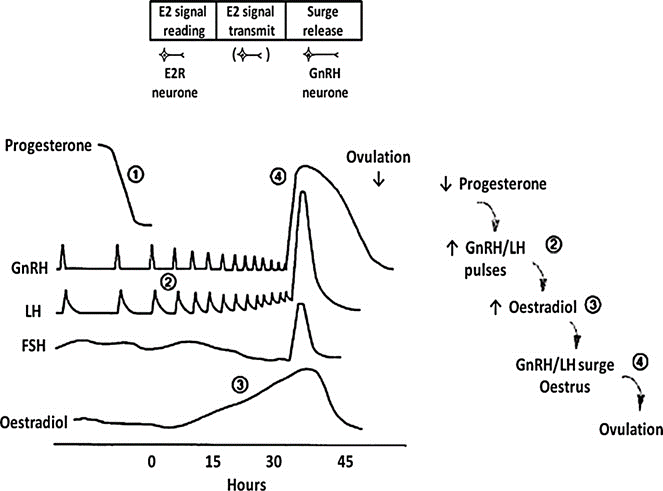 E2 signal reading
E2 signal transmit
Surge release
E2R neurone
( )
GnRH neurone
Progesterone
①
④
Ovulation
↓
GnRH
②
LH
FSH
③
Oestradiol
0 15 30 45
Hours
↓ Progesterone
↑ GnRH/LH pulses ②
↑ Oestradiol ③
GnRH/LH surge ④
Oestrus
Ovulation